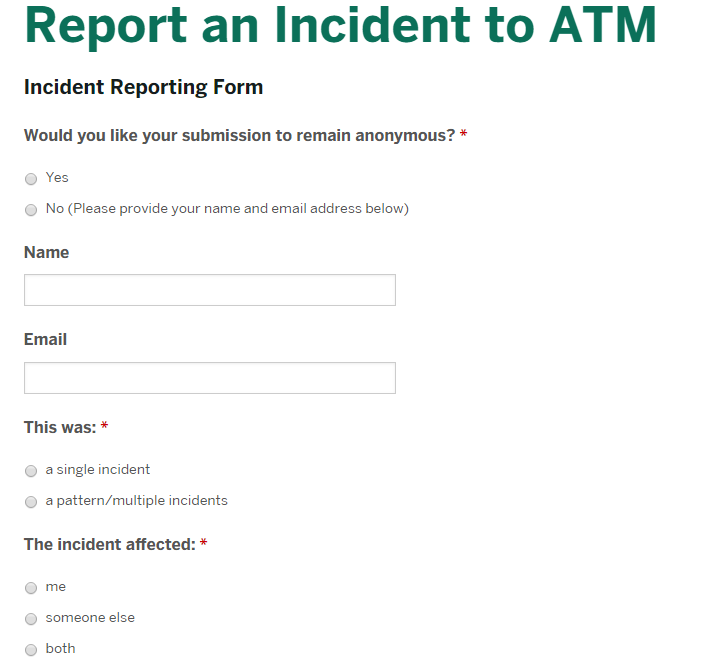 Report an Incident to ATM
Incident Reporting Form
Would you like your submission to remain anonymous? *
Yes
No (Please provide your name and email address below)
Name
Email
This was: *
a single incident
a pattern/multiple incidents
The incident affected: *
me
someone else
both